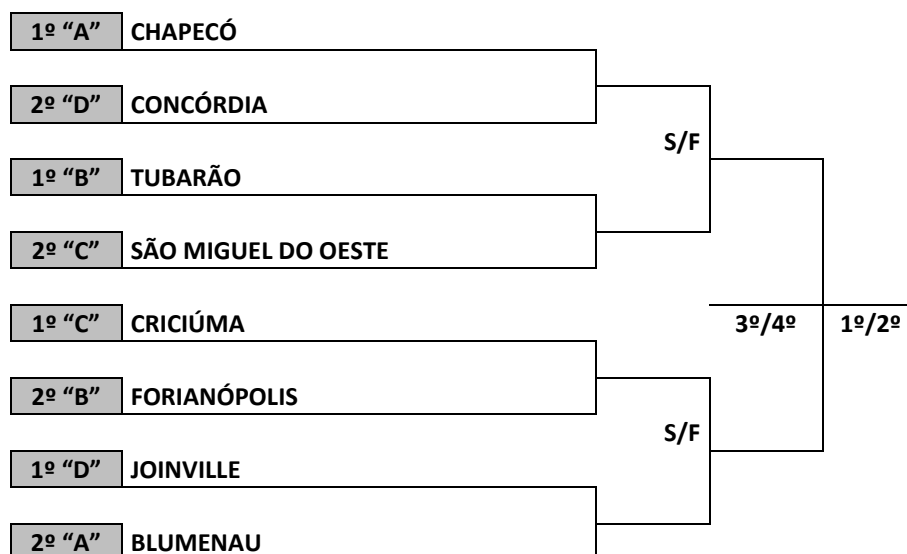 1º “A” CHAPECÓ
2º “D” CONCÓRDIA
S/F
1º “B” TUBARÃO
2º “C” SÃO MIGUEL DO OESTE
1º “C” CRICIÚMA
3º/4º 1º/2º
2º “B” FORIANÓPOLIS
S/F
1º “D” JOINVILLE
2º “A” BLUMENAU